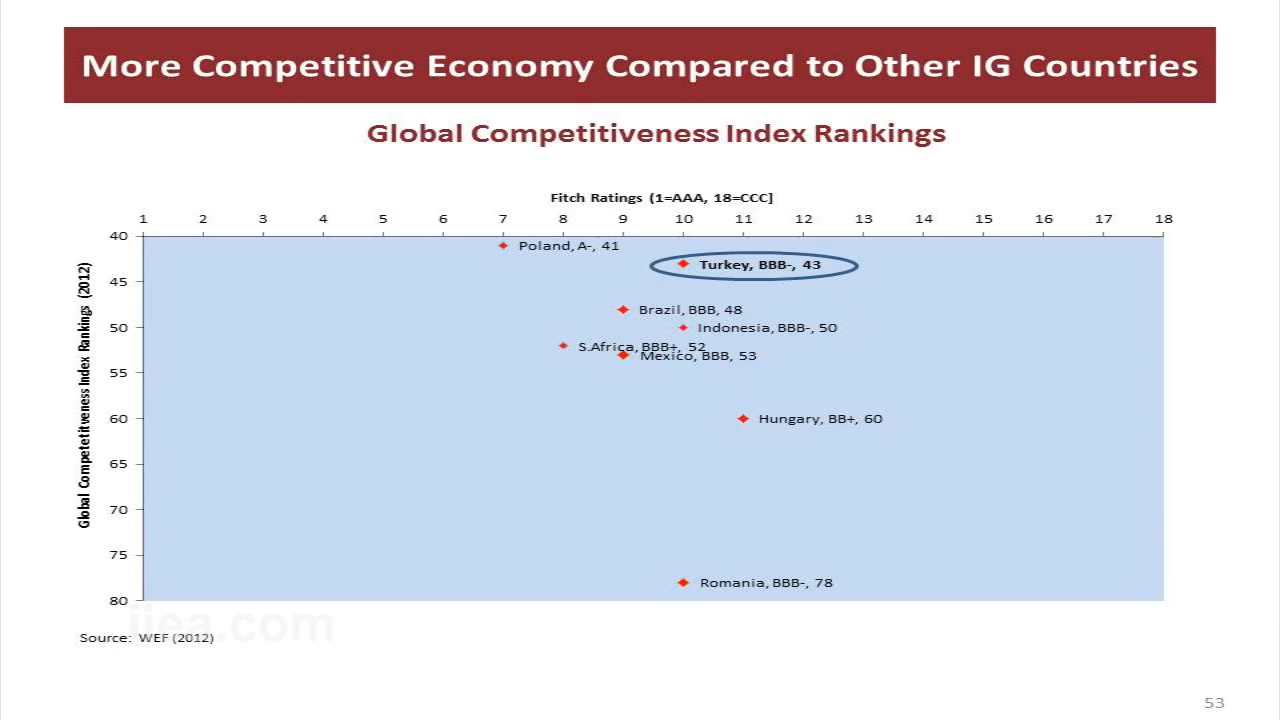 More Competitive Economy Compared to Other IG Countries
Global Competitiveness Index Rankings
Fitch Ratings (1=AAA, 18=CCC]
1 2 3 4 5 6 7 8 9 10 11 12 13 14 15 16 17 18
Global Competetitveness Index Rankings (2012)
40
45
50
55
60
65
70
75
80
Poland, A-, 41
Turkey, BBB-, 43
Brazil, BBB, 48
Indonesia, BBB-, 50
S.Africa, BBB+, 52
Mexico, BBB, 53
Hungary, BB+, 60
Romania, BBB-, 78
iiea.com
Source: WEF (2012)
53